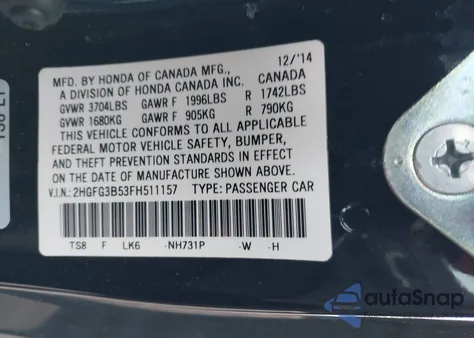 12/'14
MFD. BY HONDA OF CANADA MFG.,
A DIVISION OF HONDA CANADA INC. CANADA
GVWR 3704LBS GAWR F 1996LBS R 1742LBS
GVWR 1680KG GAWR F 905KG R 790KG
THIS VEHICLE CONFORMS TO ALL APPLICABLE
FEDERAL MOTOR VEHICLE SAFETY, BUMPER,
AND THEFT PREVENTION STANDARDS IN EFFECT
ON THE DATE OF MANUFACTURE SHOWN ABOVE.
V.I.N.: 2HGFG3B53FH511157 TYPE: PASSENGER CAR
TS8 F LK6 -NH731P -W -H
autoSnap